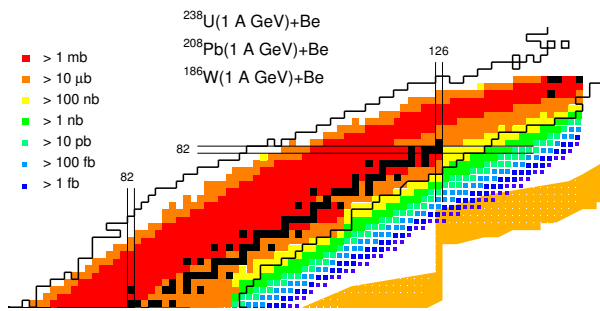 ²³⁸U(1 A GeV)+Be
²⁰⁸Pb(1 A GeV)+Be
¹⁸⁶W(1 A GeV)+Be
126
> 1 mb
> 10 μb
> 100 nb
> 1 nb
> 10 pb
> 100 fb
> 1 fb
82
82